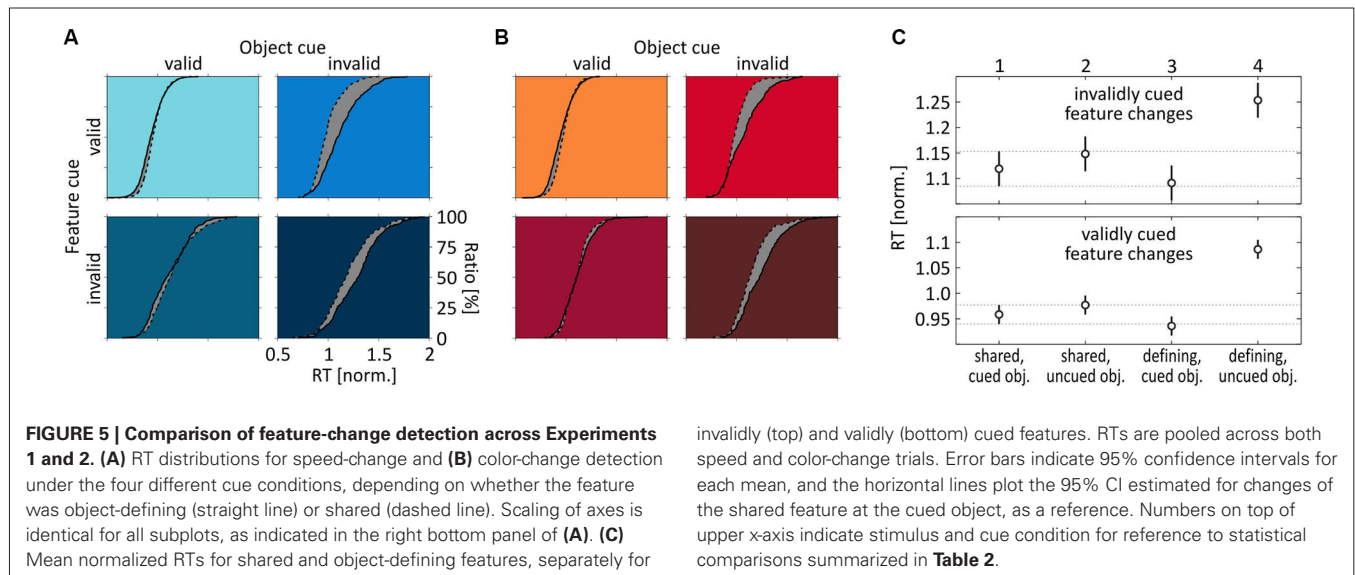 A
Object cue
valid
invalid
Feature cue
valid
invalid
100
75
50
25
0
Ratio [%]
0.5 1 1.5 2
RT [norm.]
B
Object cue
valid
invalid
C
1 2 3 4
invalidly cued
feature changes
1.25
1.2
1.15
1.1
RT [norm.]
validly cued
feature changes
1.1
1.05
1.0
0.95
shared,
cued obj.
shared,
uncued obj.
defining,
cued obj.
defining,
uncued obj.
FIGURE 5 | Comparison of feature-change detection across Experiments
1 and 2. (A) RT distributions for speed-change and (B) color-change detection
under the four different cue conditions, depending on whether the feature
was object-defining (straight line) or shared (dashed line). Scaling of axes is
identical for all subplots, as indicated in the right bottom panel of (A). (C)
Mean normalized RTs for shared and object-defining features, separately for
invalidly (top) and validly (bottom) cued features. RTs are pooled across both
speed and color-change trials. Error bars indicate 95% confidence intervals for
each mean, and the horizontal lines plot the 95% CI estimated for changes of
the shared feature at the cued object, as a reference. Numbers on top of
upper x-axis indicate stimulus and cue condition for reference to statistical
comparisons summarized in Table 2.